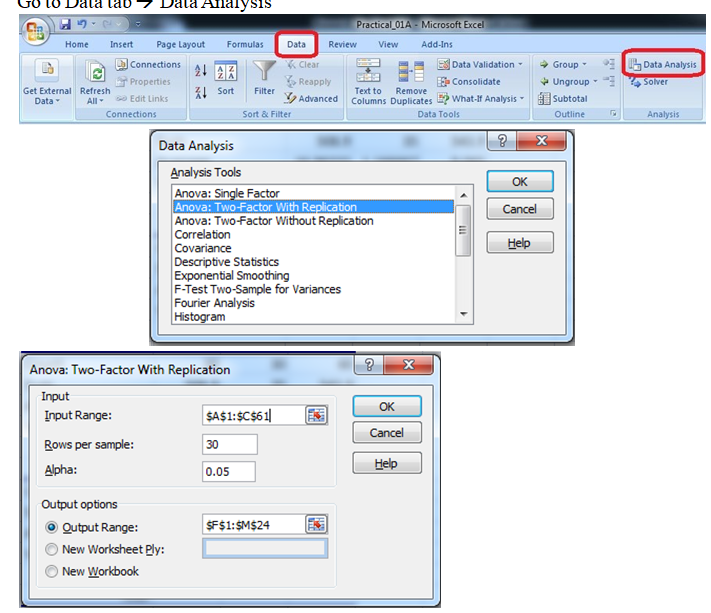 Go to Data tab → Data Analysis
Practical_01A - Microsoft Excel
Home Insert Page Layout Formulas Data Review View Add-Ins
Get External Data
Refresh All
Connections
Properties
Edit Links
Connections
Sort
Filter
Clear
Reapply
Advanced
Sort & Filter
Text to Columns
Remove Duplicates
Data Validation
Consolidate
What-If Analysis
Data Tools
Group
Ungroup
Subtotal
Outline
Data Analysis
Solver
Analysis
Data Analysis
Analysis Tools
Anova: Single Factor
Anova: Two-Factor With Replication
Anova: Two-Factor Without Replication
Correlation
Covariance
Descriptive Statistics
Exponential Smoothing
F-Test Two-Sample for Variances
Fourier Analysis
Histogram
OK
Cancel
Help
Anova: Two-Factor With Replication
Input
Input Range: $A$1:$C$61
Rows per sample: 30
Alpha: 0.05
Output options
Output Range: $F$1:$M$24
New Worksheet Ply:
New Workbook
OK
Cancel
Help